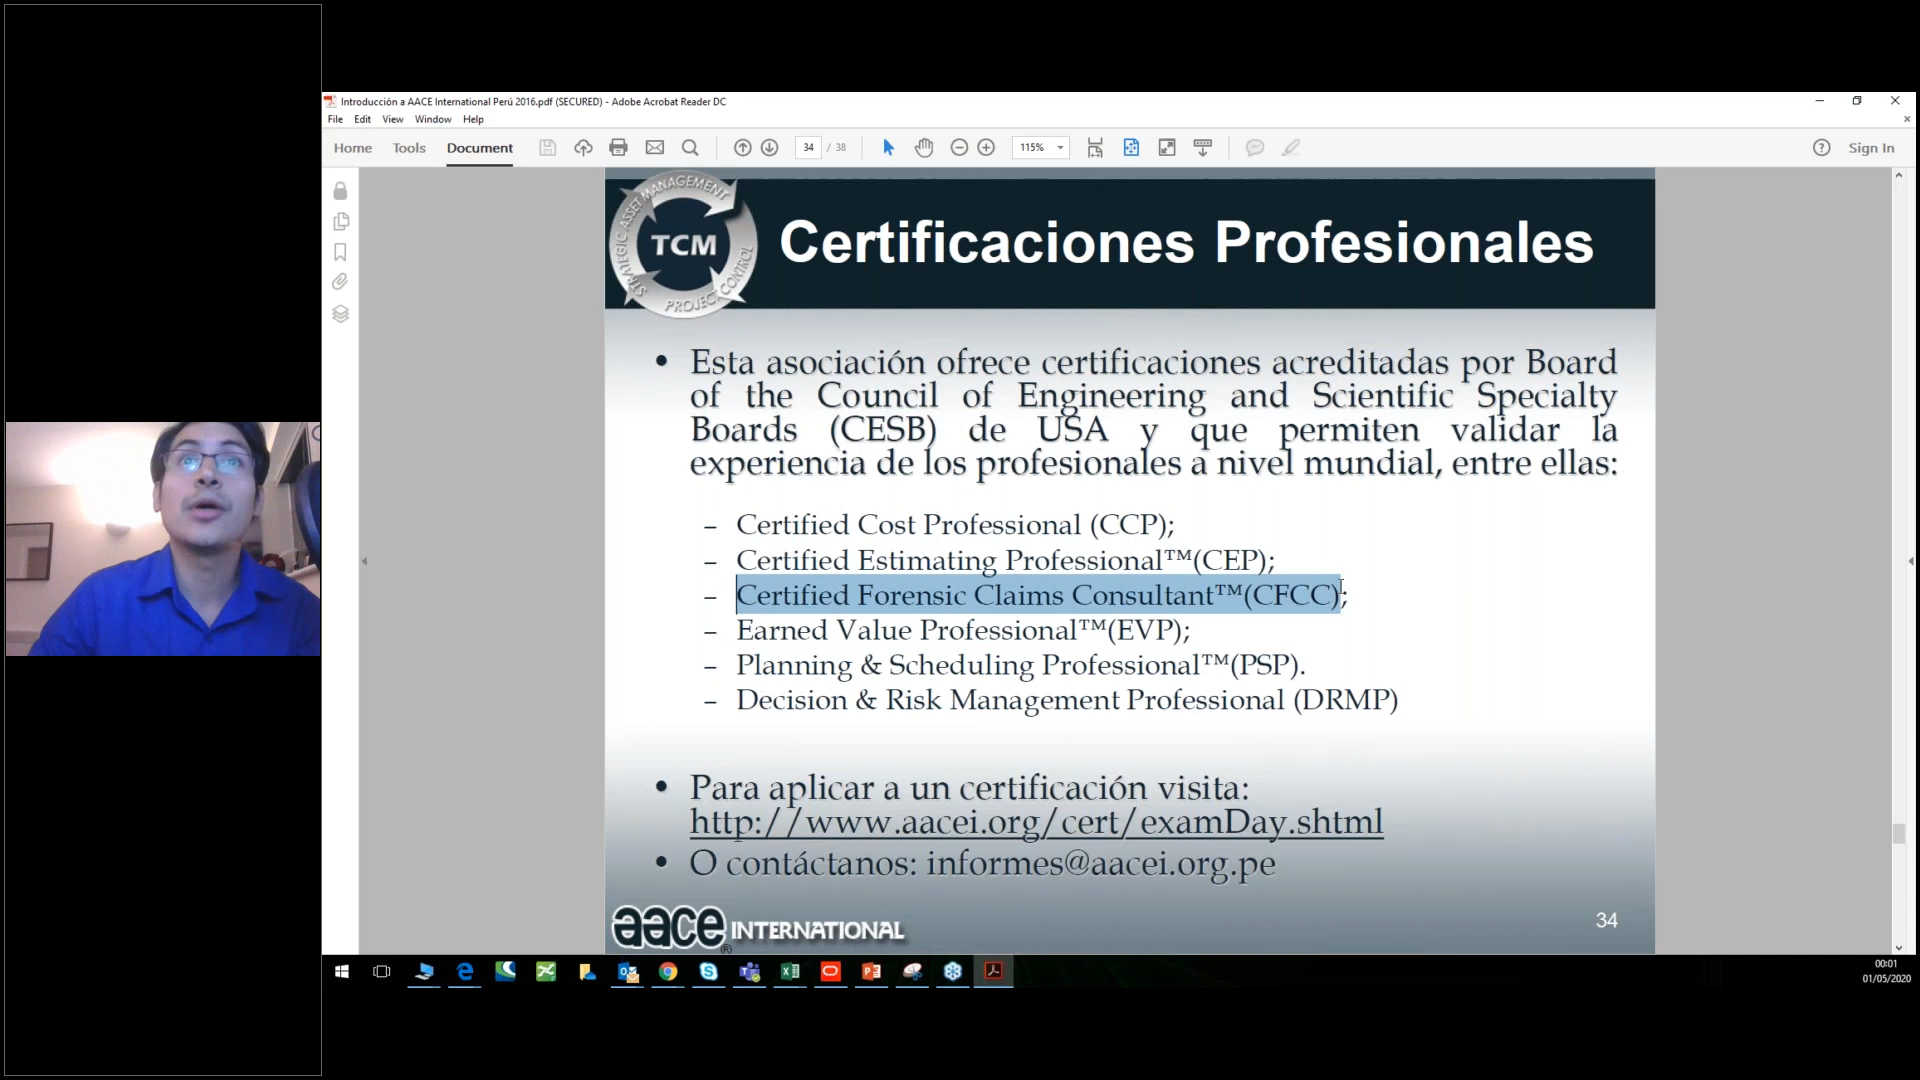 Introducción a AACE International Perú 2016.pdf (SECURED) - Adobe Acrobat Reader DC
File Edit View Window Help
Home Tools Document 34 / 38 115% Sign In
STRATEGIC ASSET MANAGEMENT
TCM
PROJECT CONTROL
Certificaciones Profesionales
• Esta asociación ofrece certificaciones acreditadas por Board
of the Council of Engineering and Scientific Specialty
Boards (CESB) de USA y que permiten validar la
experiencia de los profesionales a nivel mundial, entre ellas:
– Certified Cost Professional (CCP);
– Certified Estimating Professional™(CEP);
– Certified Forensic Claims Consultant™(CFCC);
– Earned Value Professional™(EVP);
– Planning & Scheduling Professional™(PSP).
– Decision & Risk Management Professional (DRMP)
• Para aplicar a un certificación visita:
http://www.aacei.org/cert/examDay.shtml
• O contáctanos: informes@aacei.org.pe
aace® INTERNATIONAL
34
00:01
01/05/2020